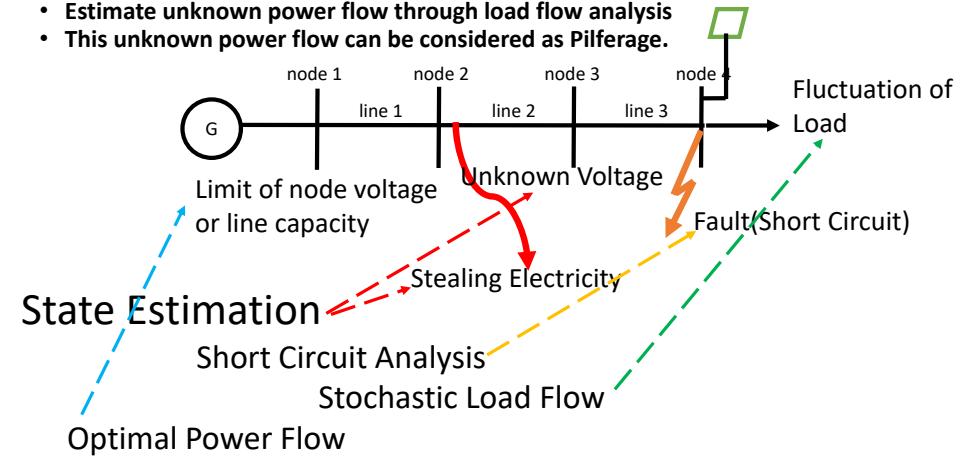 • Estimate unknown power flow through load flow analysis
• This unknown power flow can be considered as Pilferage.
node 1
node 2
node 3
node 4
line 1
line 2
line 3
G
Fluctuation of
Load
Limit of node voltage
or line capacity
Unknown Voltage
Fault(Short Circuit)
Stealing Electricity
State Estimation
Short Circuit Analysis
Stochastic Load Flow
Optimal Power Flow